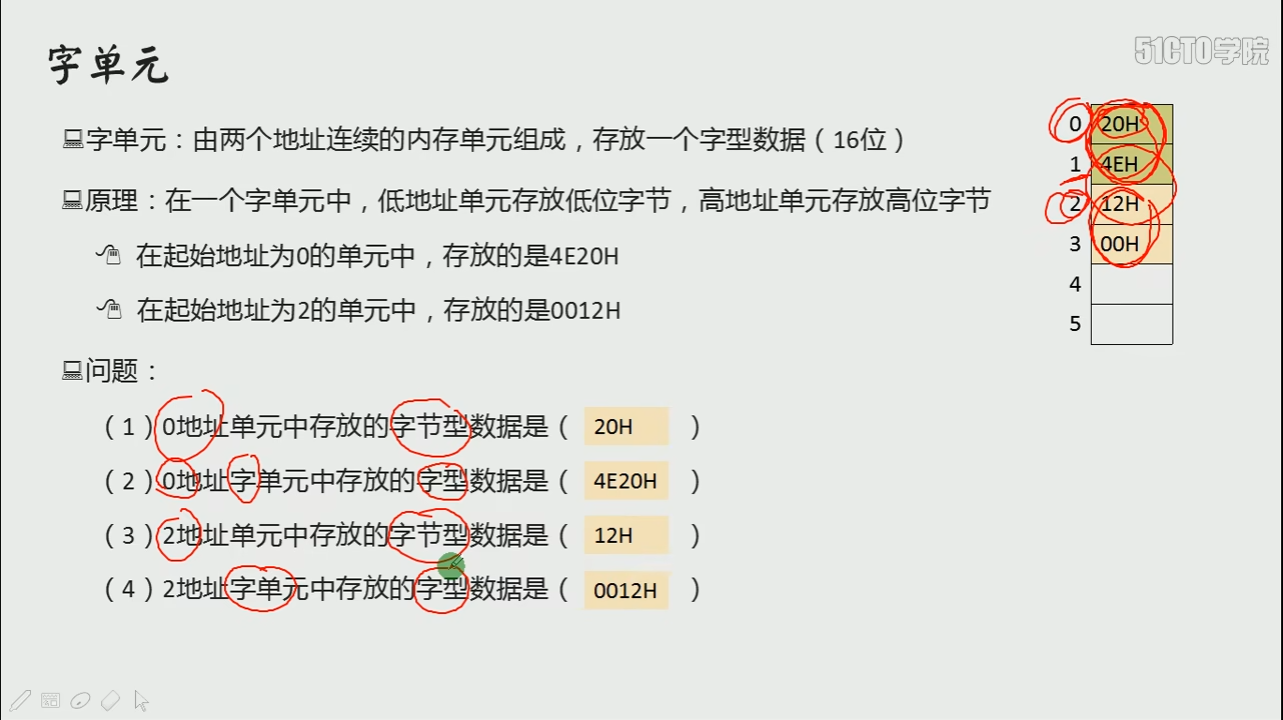 字单元
51CTO学院
字单元：由两个地址连续的内存单元组成，存放一个字型数据（16位）
原理：在一个字单元中，低地址单元存放低位字节，高地址单元存放高位字节
在起始地址为0的单元中，存放的是4E20H
在起始地址为2的单元中，存放的是0012H
问题：
（1）0地址单元中存放的字节型数据是（ 20H ）
（2）0地址字单元中存放的字型数据是（ 4E20H ）
（3）2地址单元中存放的字节型数据是（ 12H ）
（4）2地址字单元中存放的字型数据是（ 0012H ）
0 20H
1 4EH
2 12H
3 00H
4
5